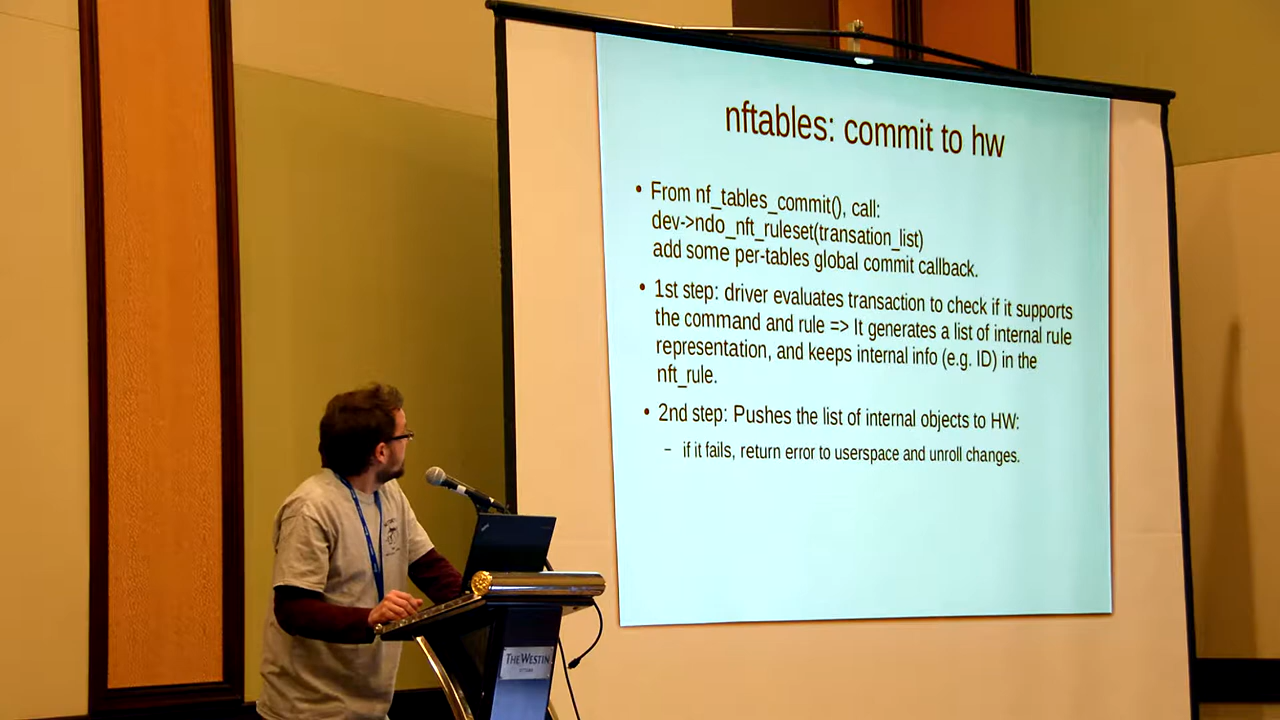 nftables: commit to hw
• From nf_tables_commit(), call:
dev->ndo_nft_ruleset(transation_list)
add some per-tables global commit callback.
• 1st step: driver evaluates transaction to check if it supports
the command and rule => It generates a list of internal rule
representation, and keeps internal info (e.g. ID) in the
nft_rule.
• 2nd step: Pushes the list of internal objects to HW:
– if it fails, return error to userspace and unroll changes.
THE WESTIN